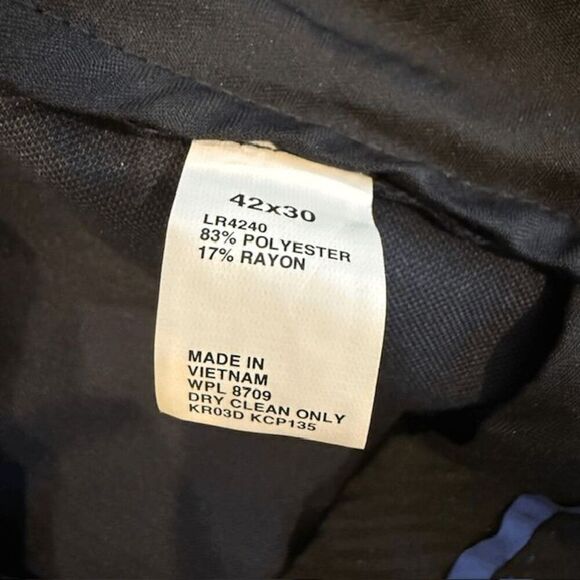 42x30
LR4240
83% POLYESTER
17% RAYON
MADE IN
VIETNAM
WPL 8709
DRY CLEAN ONLY
KR03D KCP135